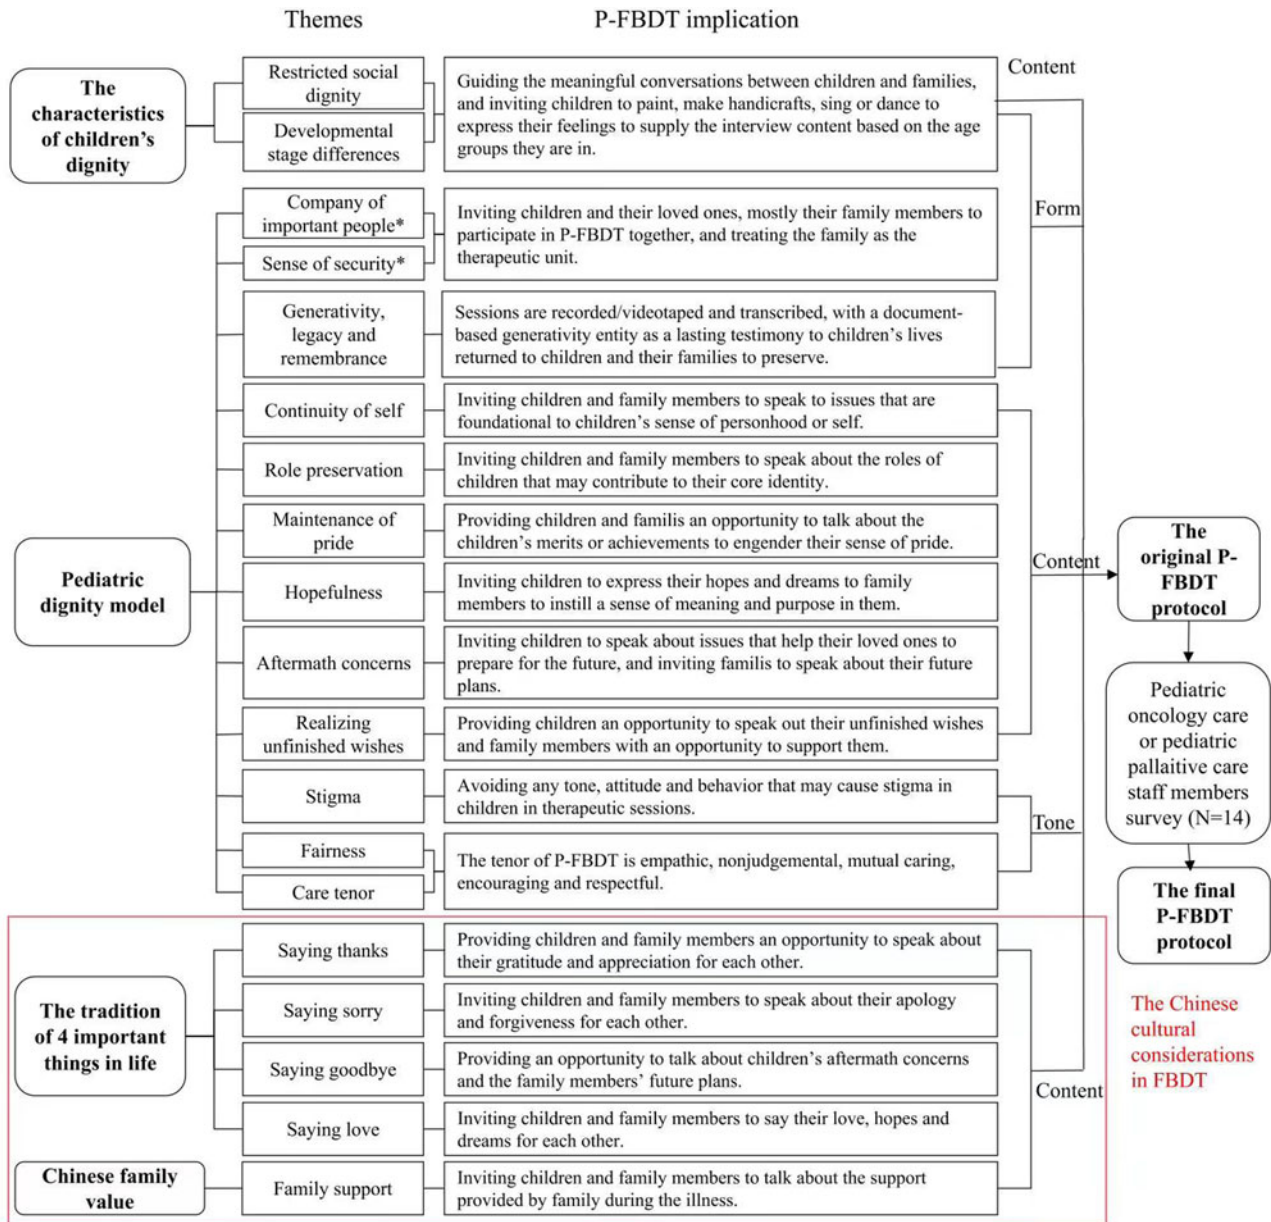 Themes
P-FBDT implication
The
characteristics
of children's
dignity
Restricted social
dignity
Developmental
stage differences
Guiding the meaningful conversations between children and families,
and inviting children to paint, make handicrafts, sing or dance to
express their feelings to supply the interview content based on the age
groups they are in.
Content
Form
Pediatric
dignity model
Company of
important people*
Sense of security*
Inviting children and their loved ones, mostly their family members to
participate in P-FBDT together, and treating the family as the
therapeutic unit.
Generativity,
legacy and
remembrance
Sessions are recorded/videotaped and transcribed, with a document-
based generativity entity as a lasting testimony to children's lives
returned to children and their families to preserve.
Continuity of self
Inviting children and family members to speak to issues that are
foundational to children's sense of personhood or self.
Role preservation
Inviting children and family members to speak about the roles of
children that may contribute to their core identity.
Maintenance of
pride
Providing children and familis an opportunity to talk about the
children's merits or achievements to engender their sense of pride.
Hopefulness
Inviting children to express their hopes and dreams to family
members to instill a sense of meaning and purpose in them.
Aftermath concerns
Inviting children to speak about issues that help their loved ones to
prepare for the future, and inviting familis to speak about their future
plans.
Realizing
unfinished wishes
Providing children an opportunity to speak out their unfinished wishes
and family members with an opportunity to support them.
Content
Stigma
Avoiding any tone, attitude and behavior that may cause stigma in
children in therapeutic sessions.
Fairness
Care tenor
The tenor of P-FBDT is empathic, nonjudgemental, mutual caring,
encouraging and respectful.
Tone
The tradition
of 4 important
things in life
Saying thanks
Providing children and family members an opportunity to speak about
their gratitude and appreciation for each other.
Saying sorry
Inviting children and family members to speak about their apology
and forgiveness for each other.
Saying goodbye
Providing an opportunity to talk about children's aftermath concerns
and the family members' future plans.
Saying love
Inviting children and family members to say their love, hopes and
dreams for each other.
Chinese family
value
Family support
Inviting children and family members to talk about the support
provided by family during the illness.
Content
The
original P-
FBDT
protocol
Pediatric
oncology care
or pediatric
pallaitive care
staff members
survey (N=14)
The final
P-FBDT
protocol
The Chinese
cultural
considerations
in FBDT